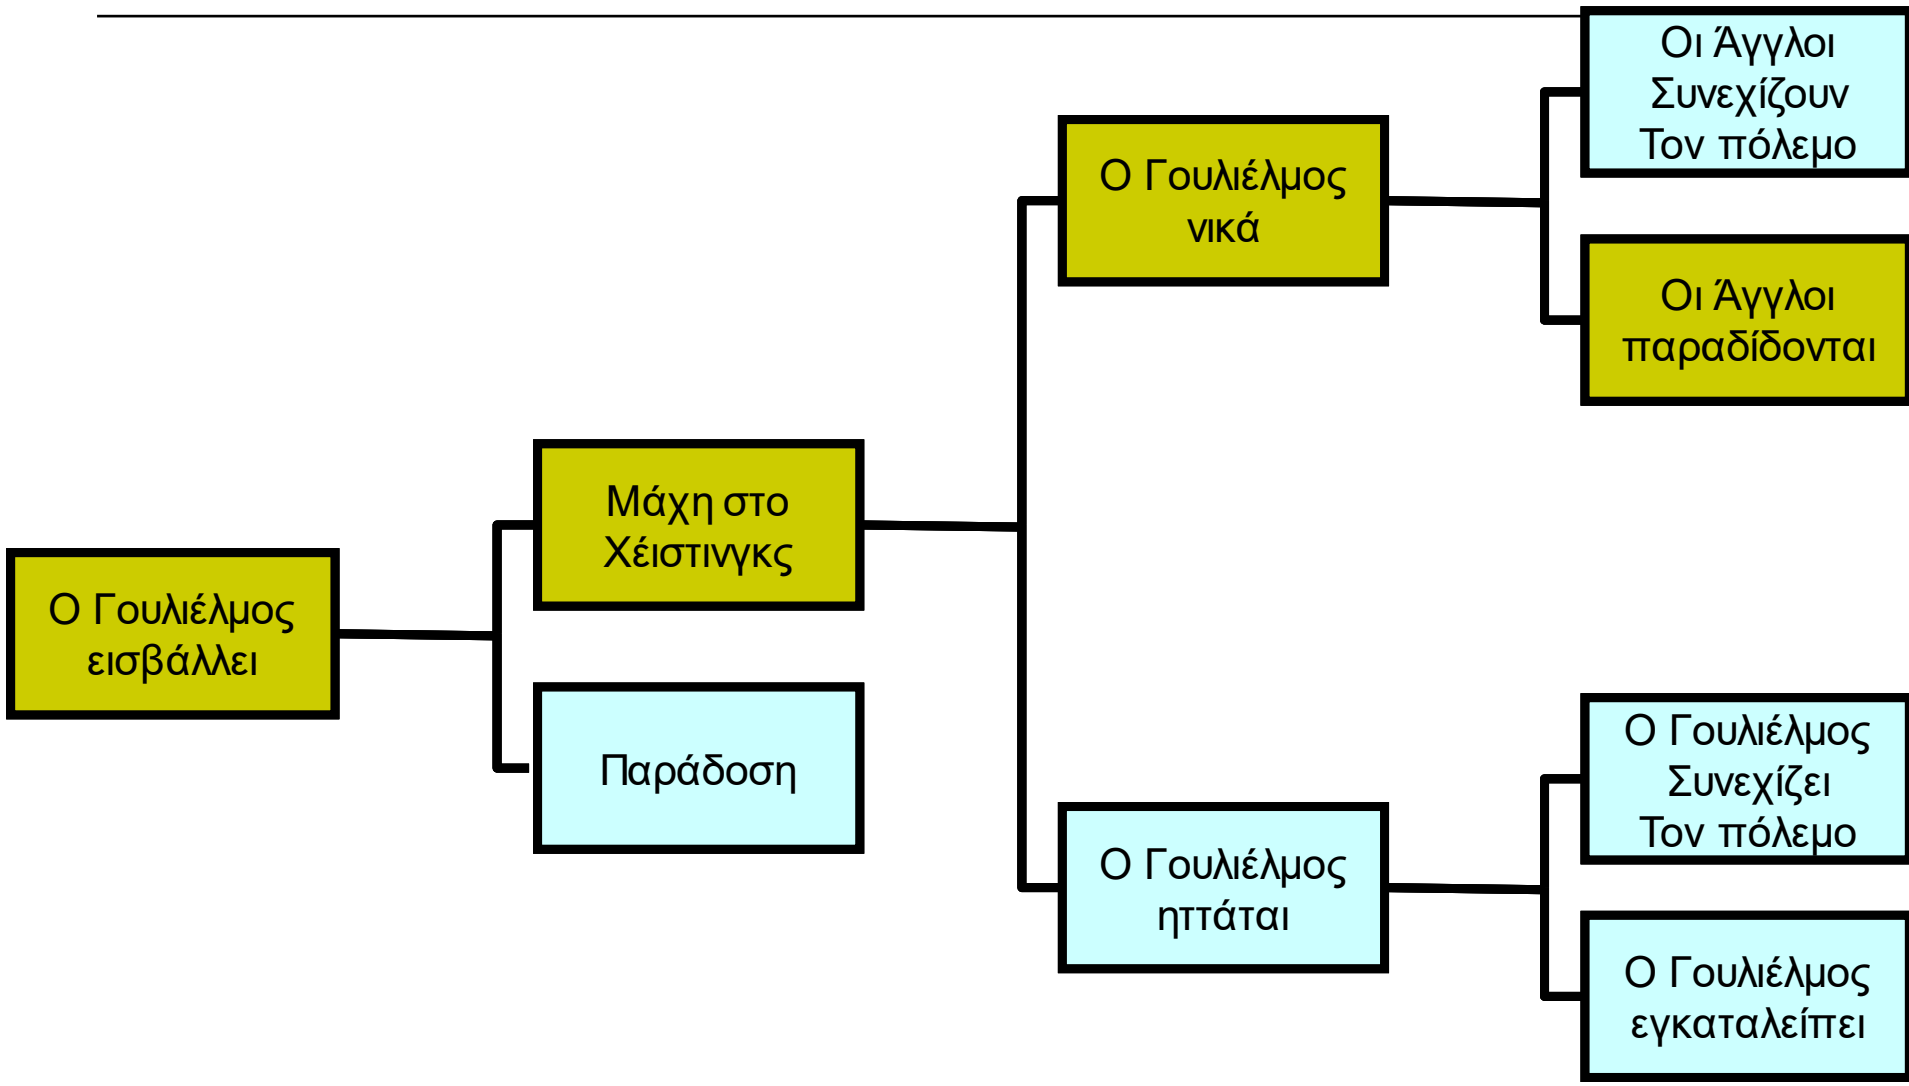 Ο Γουλιέλμος
εισβάλλει
Μάχη στο
Χέιστινγκς
Παράδοση
Ο Γουλιέλμος
νικά
Ο Γουλιέλμος
ηττάται
Οι Άγγλοι
Συνεχίζουν
Τον πόλεμο
Οι Άγγλοι
παραδίδονται
Ο Γουλιέλμος
Συνεχίζει
Τον πόλεμο
Ο Γουλιέλμος
εγκαταλείπει